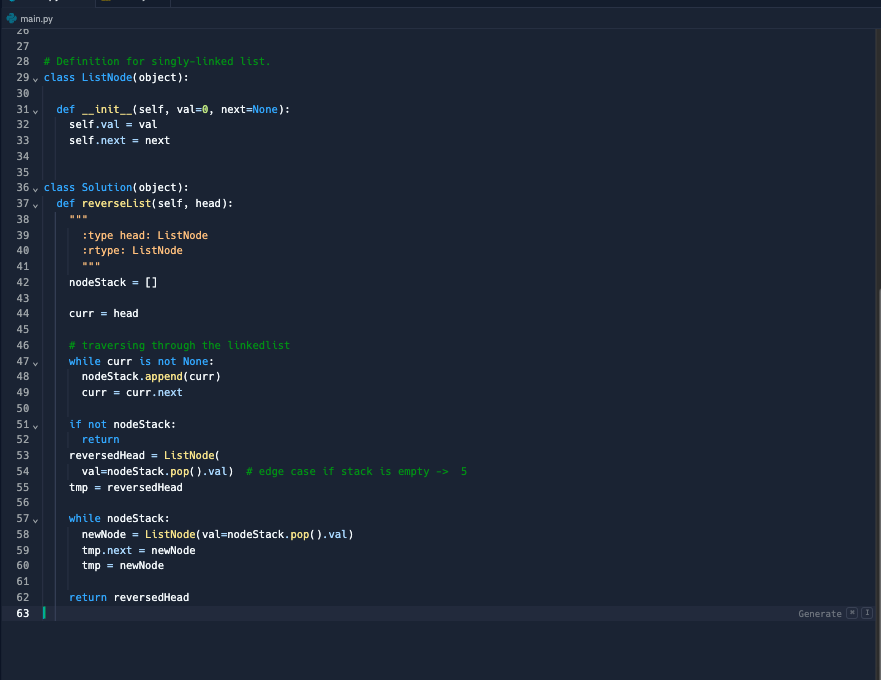 main.py
26
27
28 # Definition for singly-linked list.
29 class ListNode(object):
30
31 def __init__(self, val=0, next=None):
32 self.val = val
33 self.next = next
34
35
36 class Solution(object):
37 def reverseList(self, head):
38 """
39 :type head: ListNode
40 :rtype: ListNode
41 """
42 nodeStack = []
43
44 curr = head
45
46 # traversing through the linkedlist
47 while curr is not None:
48 nodeStack.append(curr)
49 curr = curr.next
50
51 if not nodeStack:
52 return
53 reversedHead = ListNode(
54 val=nodeStack.pop().val) # edge case if stack is empty -> 5
55 tmp = reversedHead
56
57 while nodeStack:
58 newNode = ListNode(val=nodeStack.pop().val)
59 tmp.next = newNode
60 tmp = newNode
61
62 return reversedHead
63 Generate ⌘ I